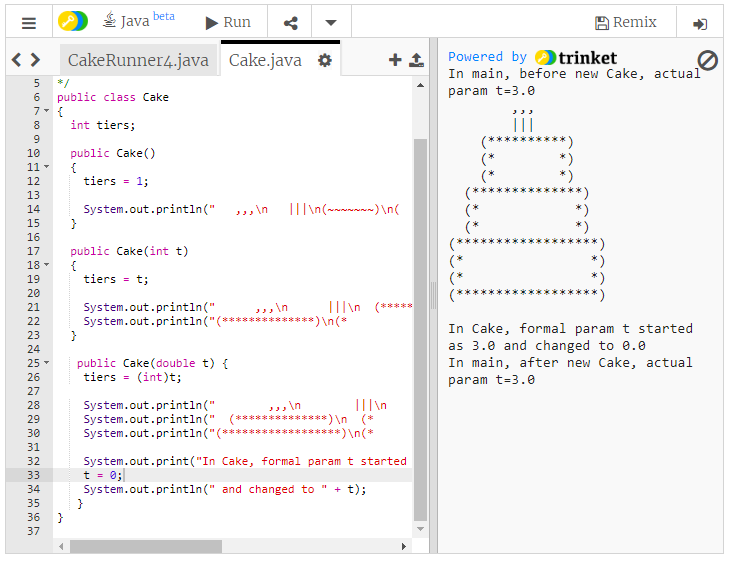 Java beta Run Remix
CakeRunner4.java Cake.java
5 */
6 public class Cake
7 {
8 int tiers;
9
10 public Cake()
11 {
12 tiers = 1;
13
14 System.out.println("   ,,,\n   |||\n(~~~~~~~)\n(
15 }
16
17 public Cake(int t)
18 {
19 tiers = t;
20
21 System.out.println("      ,,,\n      |||\n  (*****
22 System.out.println("(**************)\n(*
23 }
24
25 public Cake(double t) {
26 tiers = (int)t;
27
28 System.out.println("        ,,,\n        |||\n
29 System.out.println("  (**************)\n  (*
30 System.out.println("(******************)\n(*
31
32 System.out.print("In Cake, formal param t started
33 t = 0;
34 System.out.println(" and changed to " + t);
35 }
36 }
37
Powered by trinket
In main, before new Cake, actual
param t=3.0
        ,,,
        |||
    (**********)
    (*        *)
    (*        *)
  (**************)
  (*            *)
  (*            *)
(******************)
(*                *)
(*                *)
(******************)
In Cake, formal param t started
as 3.0 and changed to 0.0
In main, after new Cake, actual
param t=3.0